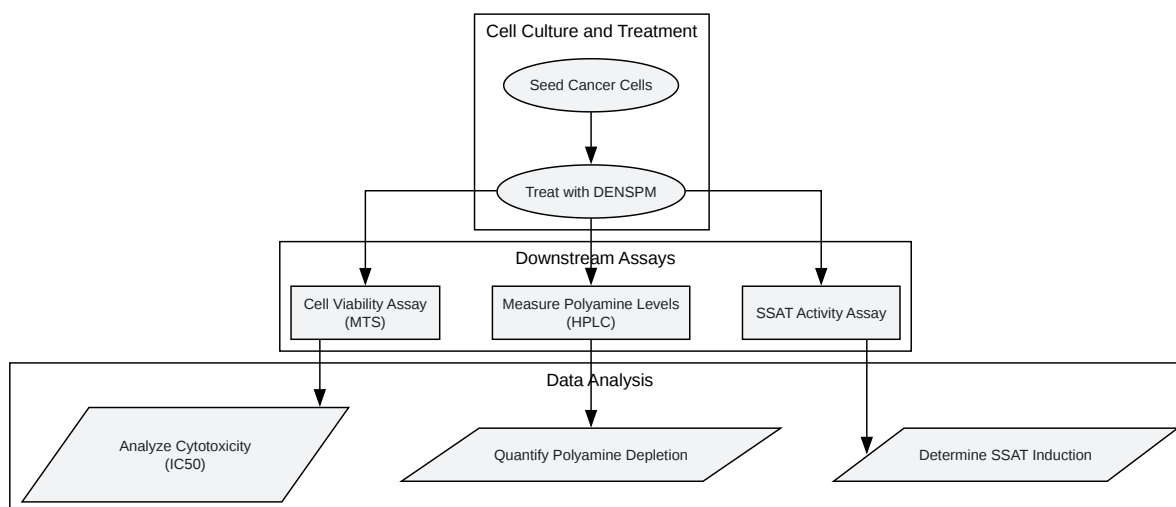 Cell Culture and Treatment
Seed Cancer Cells
Treat with DENSPM
Downstream Assays
Cell Viability Assay
(MTS)
Measure Polyamine Levels
(HPLC)
SSAT Activity Assay
Data Analysis
Analyze Cytotoxicity
(IC50)
Quantify Polyamine Depletion
Determine SSAT Induction